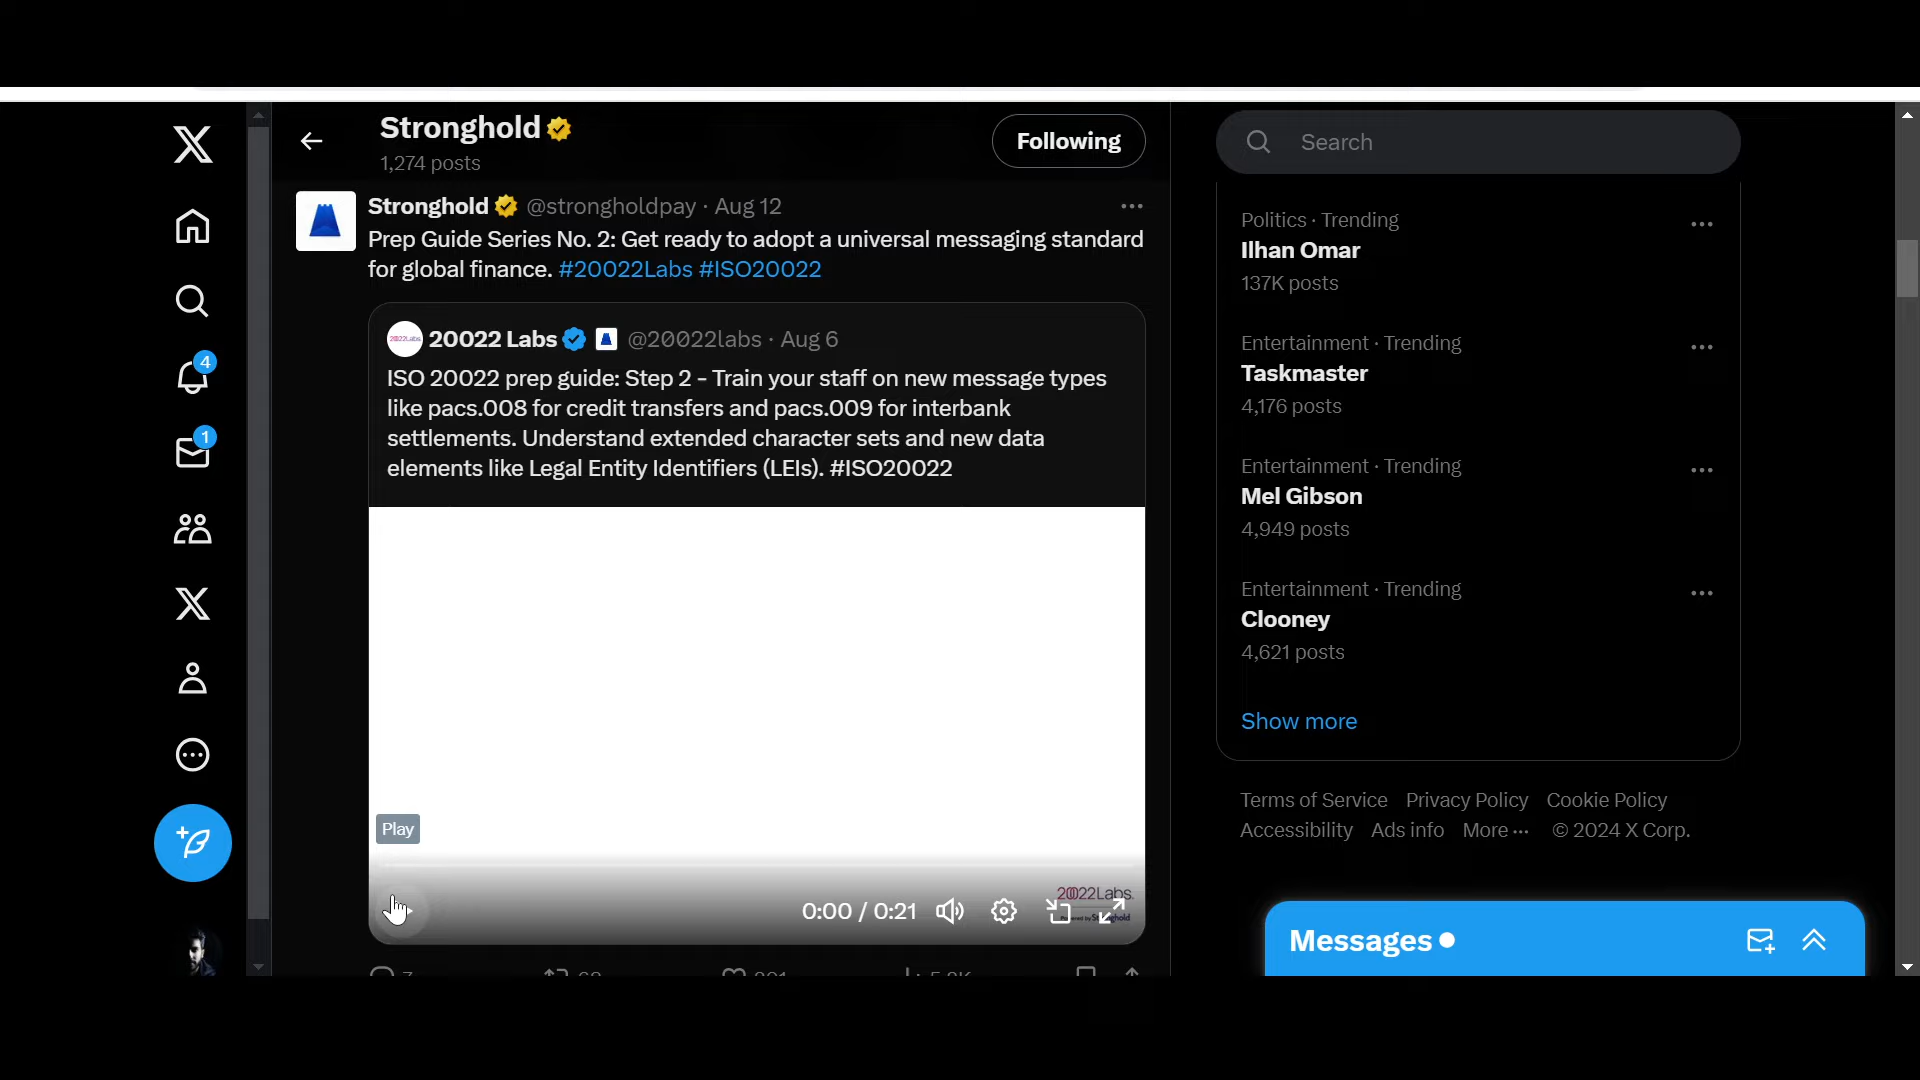 Stronghold
1,274 posts
Following
Search
Stronghold @strongholdpay · Aug 12
Prep Guide Series No. 2: Get ready to adopt a universal messaging standard
for global finance. #20022Labs #ISO20022
20022 Labs @20022labs · Aug 6
ISO 20022 prep guide: Step 2 - Train your staff on new message types
like pacs.008 for credit transfers and pacs.009 for interbank
settlements. Understand extended character sets and new data
elements like Legal Entity Identifiers (LEIs). #ISO20022
Play
0:00 / 0:21
20022Labs
4
1
Politics · Trending
Ilhan Omar
137K posts
Entertainment · Trending
Taskmaster
4,176 posts
Entertainment · Trending
Mel Gibson
4,949 posts
Entertainment · Trending
Clooney
4,621 posts
Show more
Terms of Service Privacy Policy Cookie Policy
Accessibility Ads info More ··· © 2024 X Corp.
Messages